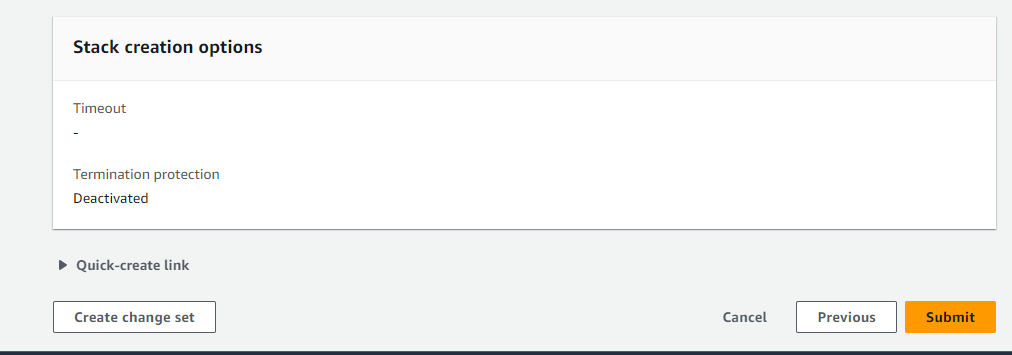 Stack creation options
Timeout
-
Termination protection
Deactivated
Quick-create link
Create change set
Cancel
Previous
Submit